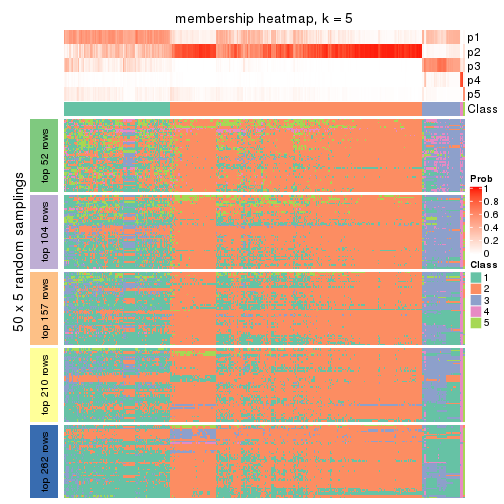 membership heatmap, k = 5
p1
p2
p3
p4
p5
Class
50 x 5 random samplings
top 52 rows
top 104 rows
top 157 rows
top 210 rows
top 262 rows
Prob
1
0.8
0.6
0.4
0.2
0
Class
1
2
3
4
5